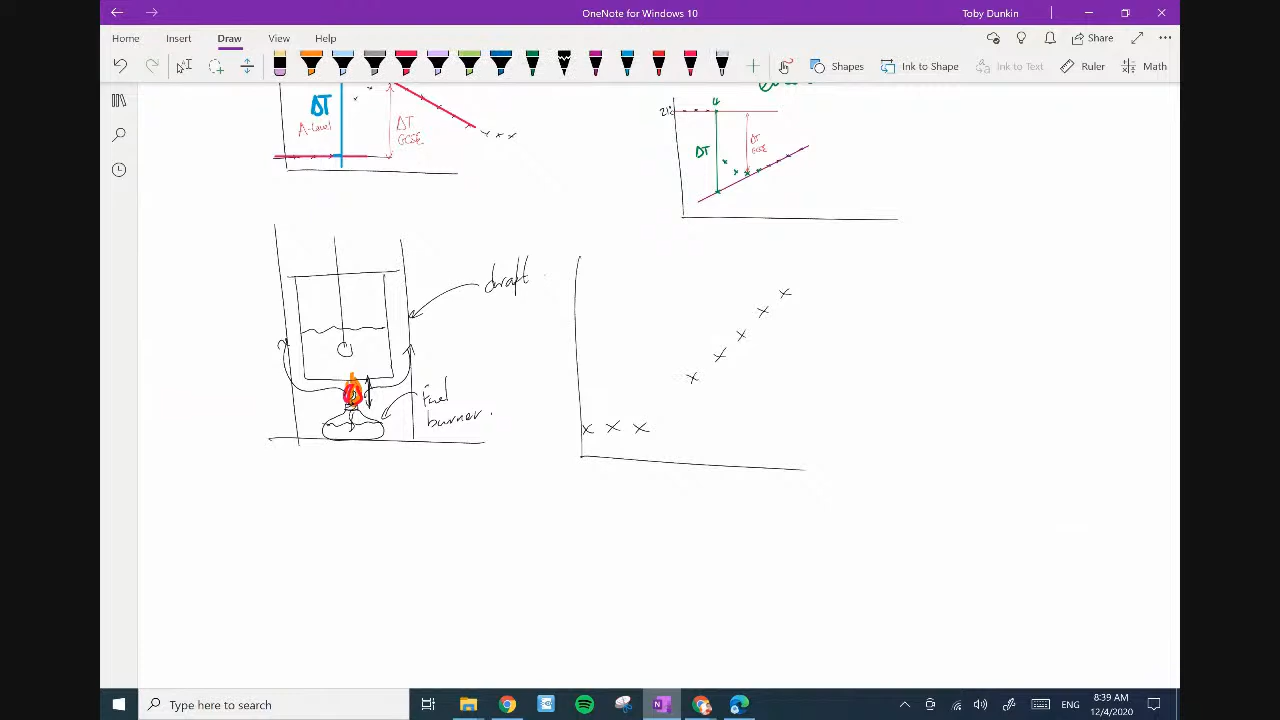 OneNote for Windows 10
Toby Dunkin
Home
Insert
Draw
View
Help
Share
Shapes
Ink to Shape
Ink to Text
Ruler
Math
ΔT
A-Level
ΔT
GCSE
ΔT
ΔT
GCSE
draft
Fuel
burner.
Type here to search
ENG
8:39 AM
12/4/2020